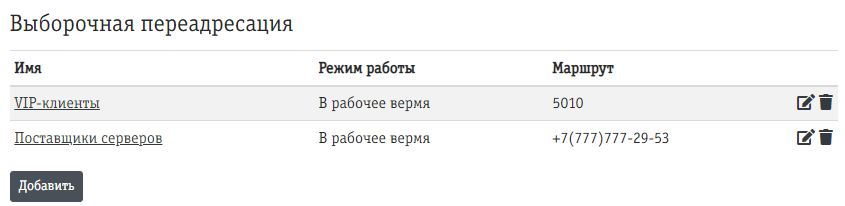 Выборочная переадресация
Имя Режим работы Маршрут
VIP-клиенты В рабочее вермя 5010
Поставщики серверов В рабочее вермя +7(777)777-29-53
Добавить